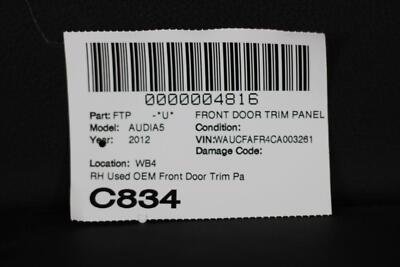 0000004816
Part: FTP -*U* FRONT DOOR TRIM PANEL
Model: AUDIA5 Condition:
Year: 2012 VIN:WAUCFAFR4CA003261
Damage Code:
Location: WB4
RH Used OEM Front Door Trim Pa
C834